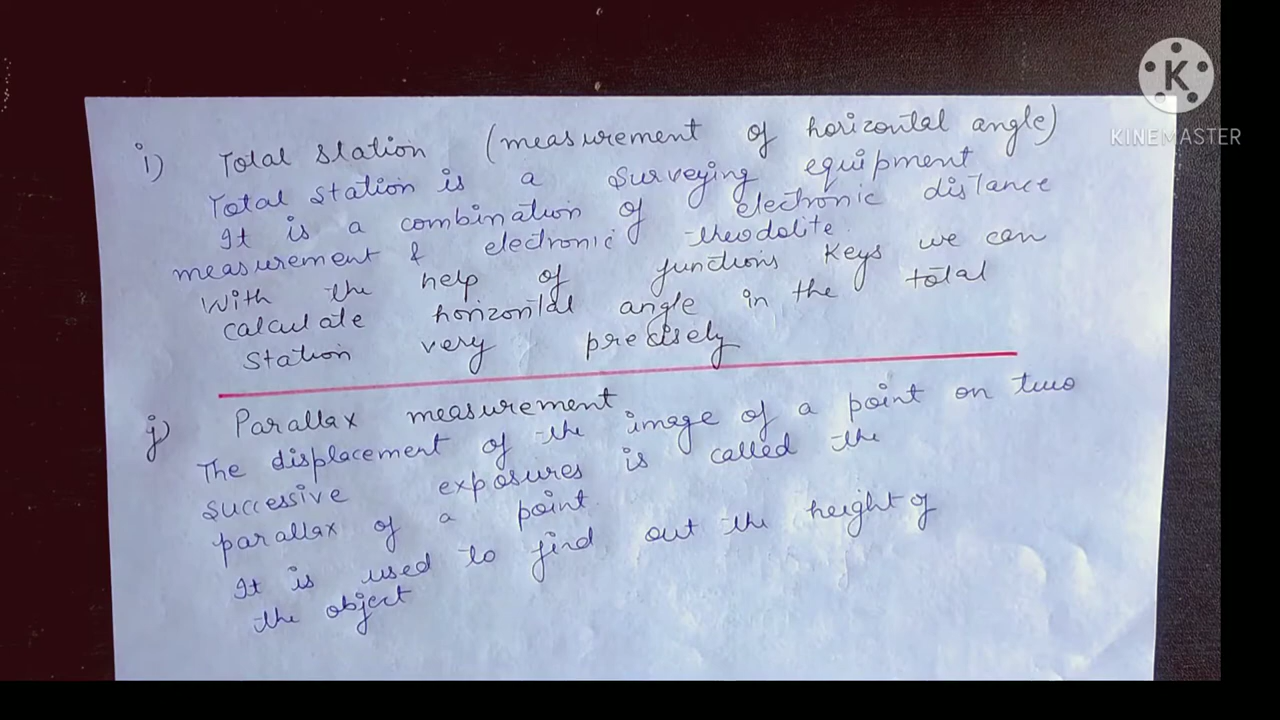 K
KINEMASTER
i) Total Station (measurement of horizontal angle)
Total Station is a Surveying equipment
It is a combination of electronic distance
measurement & electronic theodolite.
With the help of functions Keys we can
calculate horizontal angle in the total
Station very precisely
j) Parallax measurement
The displacement of the image of a point on two
successive exposures is called the
parallax of a point.
It is used to find out the height of
the object